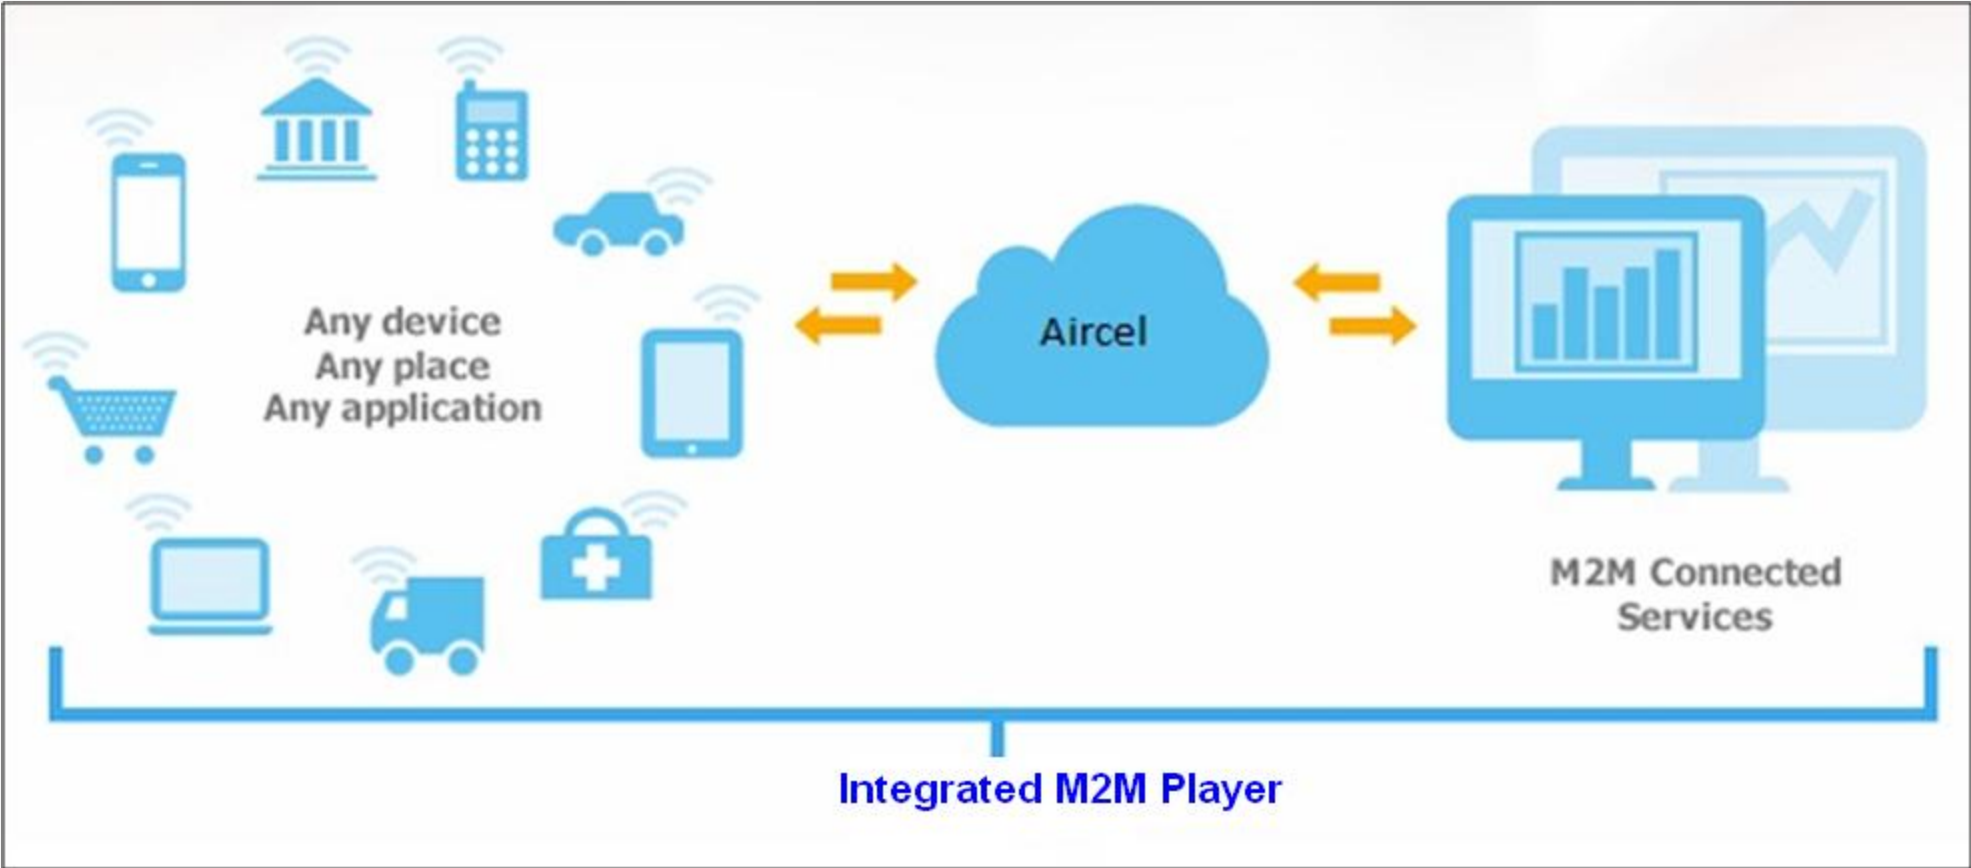 Any device
Any place
Any application
Aircel
M2M Connected
Services
Integrated M2M Player